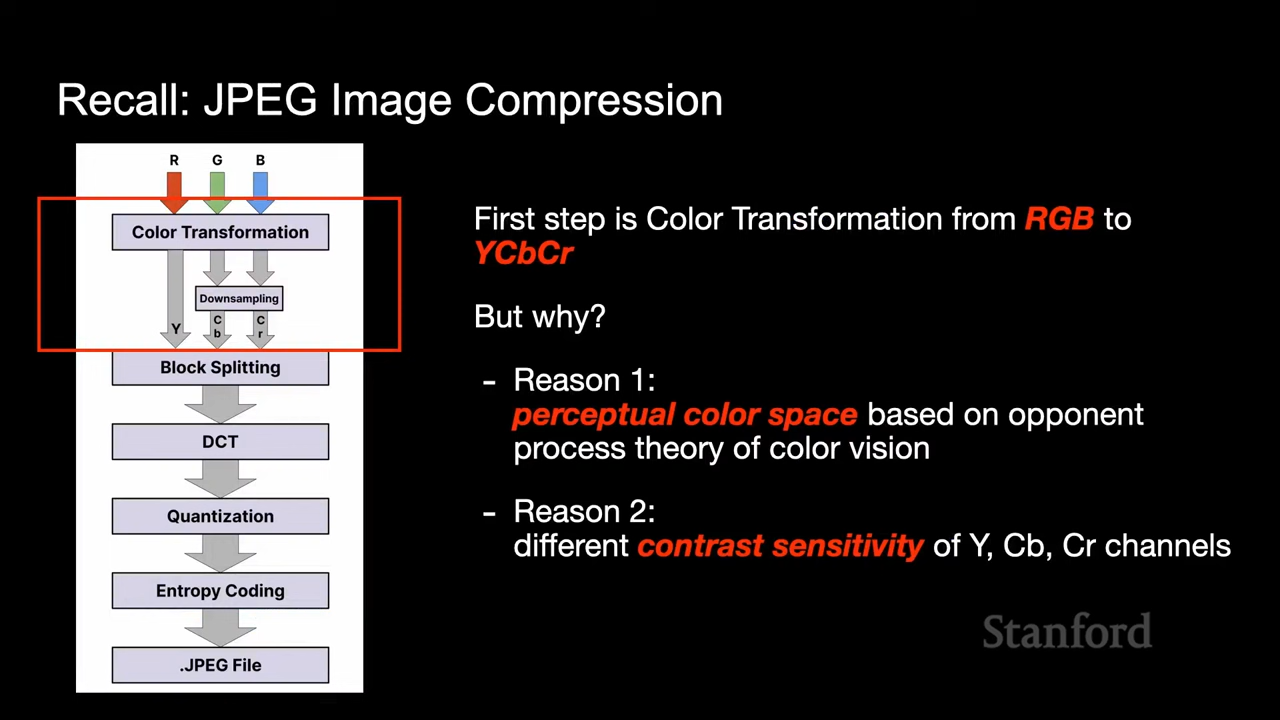 Recall: JPEG Image Compression
R G B
Color Transformation
Downsampling
Y
C
b
C
r
Block Splitting
DCT
Quantization
Entropy Coding
.JPEG File
First step is Color Transformation from RGB to
YCbCr
But why?
- Reason 1:
perceptual color space based on opponent
process theory of color vision
- Reason 2:
different contrast sensitivity of Y, Cb, Cr channels
Stanford